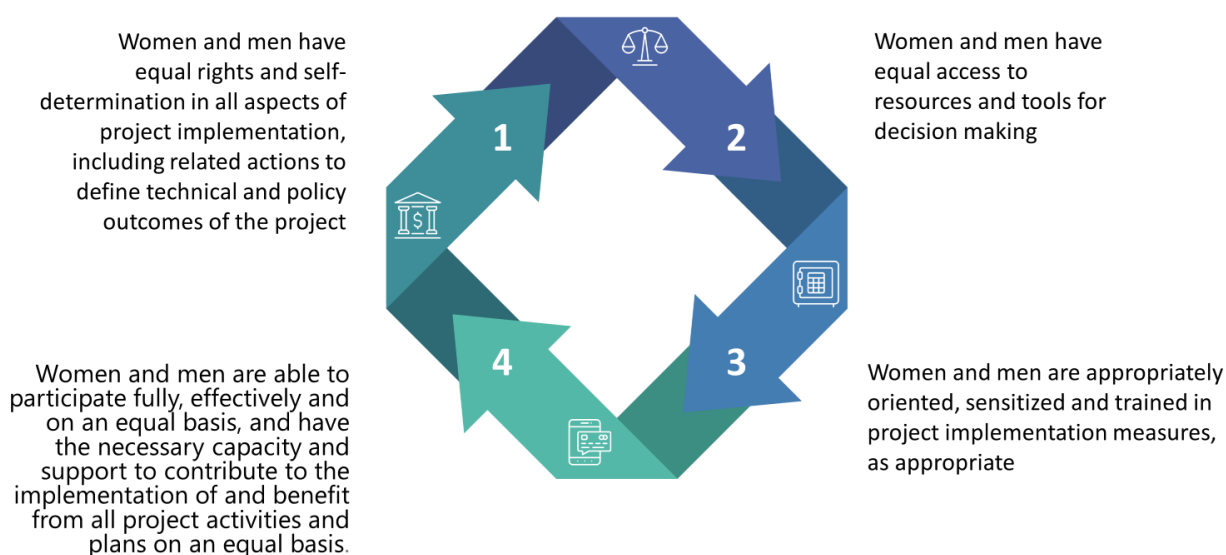 Women and men have
equal rights and self-
determination in all aspects of
project implementation,
including related actions to
define technical and policy
outcomes of the project
1
2
Women and men have
equal access to
resources and tools for
decision making
Women and men are able to
participate fully, effectively and
on an equal basis, and have
the necessary capacity and
support to contribute to the
implementation of and benefit
from all project activities and
plans on an equal basis.
4
3
Women and men are appropriately
oriented, sensitized and trained in
project implementation measures,
as appropriate
$